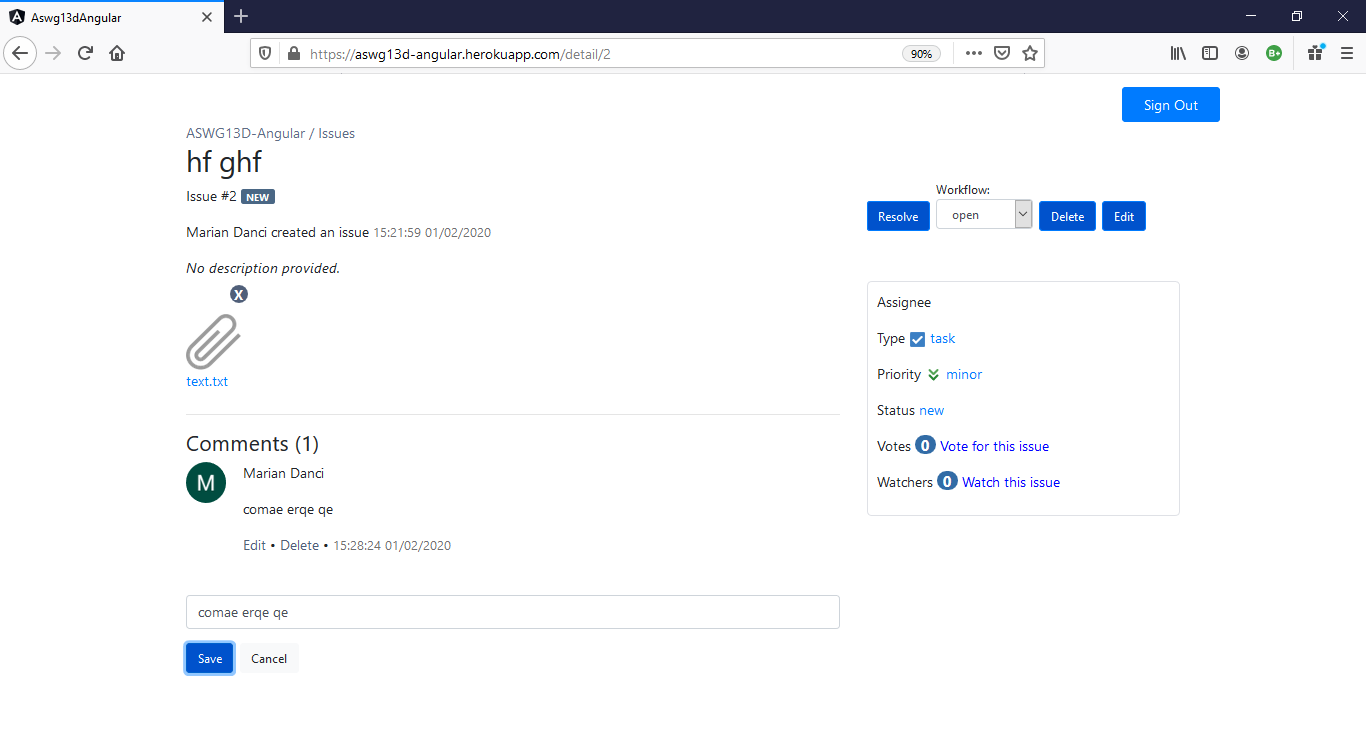 Aswg13dAngular
https://aswg13d-angular.herokuapp.com/detail/2
90%
B+
Sign Out
ASWG13D-Angular / Issues
hf ghf
Issue #2 NEW
Marian Danci created an issue 15:21:59 01/02/2020
No description provided.
X
text.txt
Workflow:
Resolve open Delete Edit
Assignee
Type task
Priority minor
Status new
Votes 0 Vote for this issue
Watchers 0 Watch this issue
Comments (1)
M
Marian Danci
comae erqe qe
Edit • Delete • 15:28:24 01/02/2020
comae erqe qe
Save Cancel